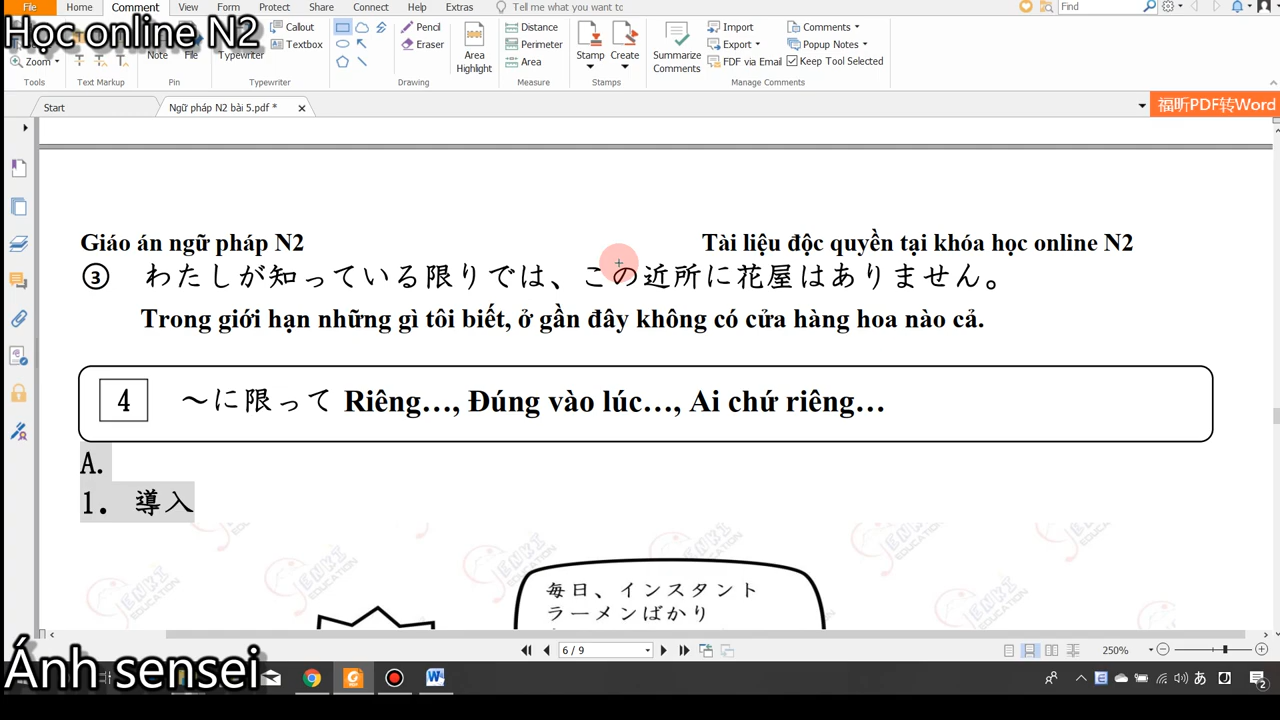 File Home Comment View Form Protect Share Connect Help Extras Tell me what you want tc Find
Học online N2
Callout
Textbox
Pencil
Eraser
Distance
Perimeter
Area
Import
Export
FDF via Email
Comments
Popup Notes
Keep Tool Selected
Zoom
Note
File
Typewriter
Area Highlight
Stamp
Create
Summarize Comments
Tools Text Markup Pin Typewriter Drawing Measure Stamps Manage Comments
Start
Ngữ pháp N2 bài 5.pdf *
福昕PDF转Word
Giáo án ngữ pháp N2
Tài liệu độc quyền tại khóa học online N2
③ わたしが知っている限りでは、この近所に花屋はありません。
Trong giới hạn những gì tôi biết, ở gần đây không có cửa hàng hoa nào cả.
4 ～に限って Riêng…, Đúng vào lúc…, Ai chứ riêng…
A.
1. 導入
JENKI EDUCATION
毎日、インスタント
ラーメンばかり
6 / 9
250%
Ánh sensei
あ
2